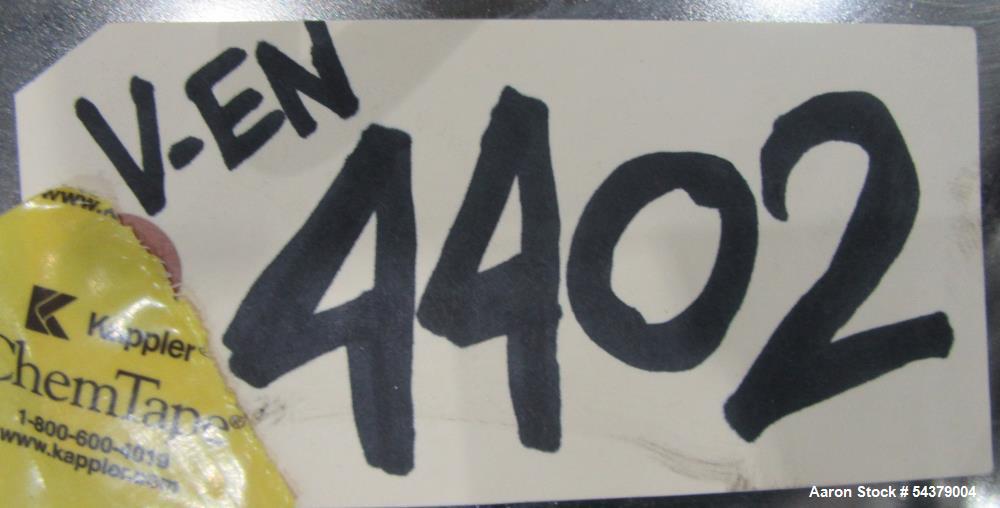 V-EN
4402
www.
Kappler
ChemTape®
1-800-600-4019
www.kappler.com
Aaron Stock # 54379004